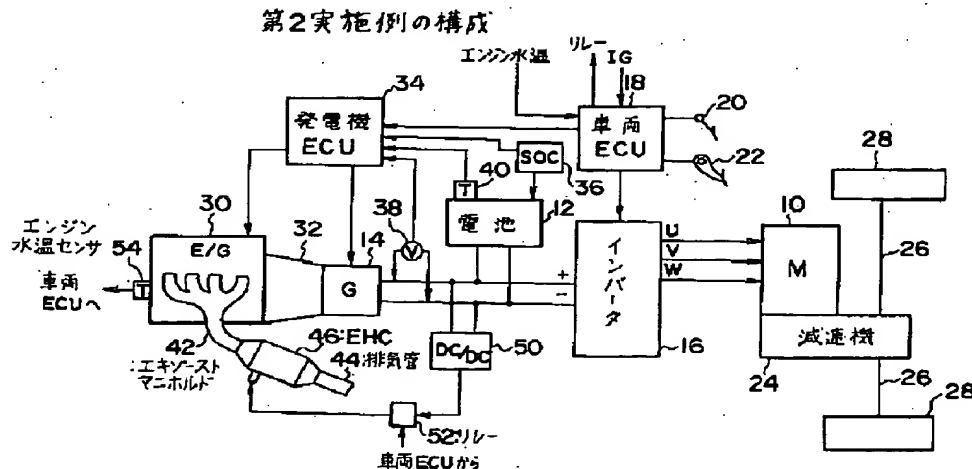 第2実施例の構成
エンジン水温
リレー
IG
34
18
20
発電機
ECU
車両
ECU
22
SOC
36
28
40
T
10
30
38
電池
12
エンジン
水温センサ
E/G
32
14
V
インバータ
U
V
W
M
26
54
T
G
+
-
車両
ECUへ
46:EHC
DC/DC
50
減速機
42
44:排気管
16
24
26
:エキゾースト
マニホルド
28
52:リレー
車両ECUから